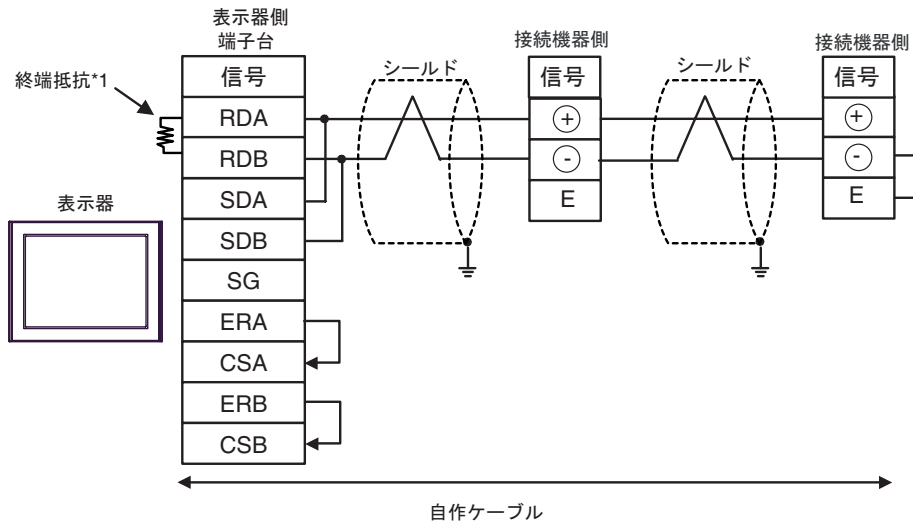 表示器側
端子台
接続機器側
接続機器側
終端抵抗*1
信号
シールド
信号
シールド
信号
RDA
+
+
RDB
-
-
表示器
SDA
E
E
SDB
SG
ERA
CSA
ERB
CSB
自作ケーブル